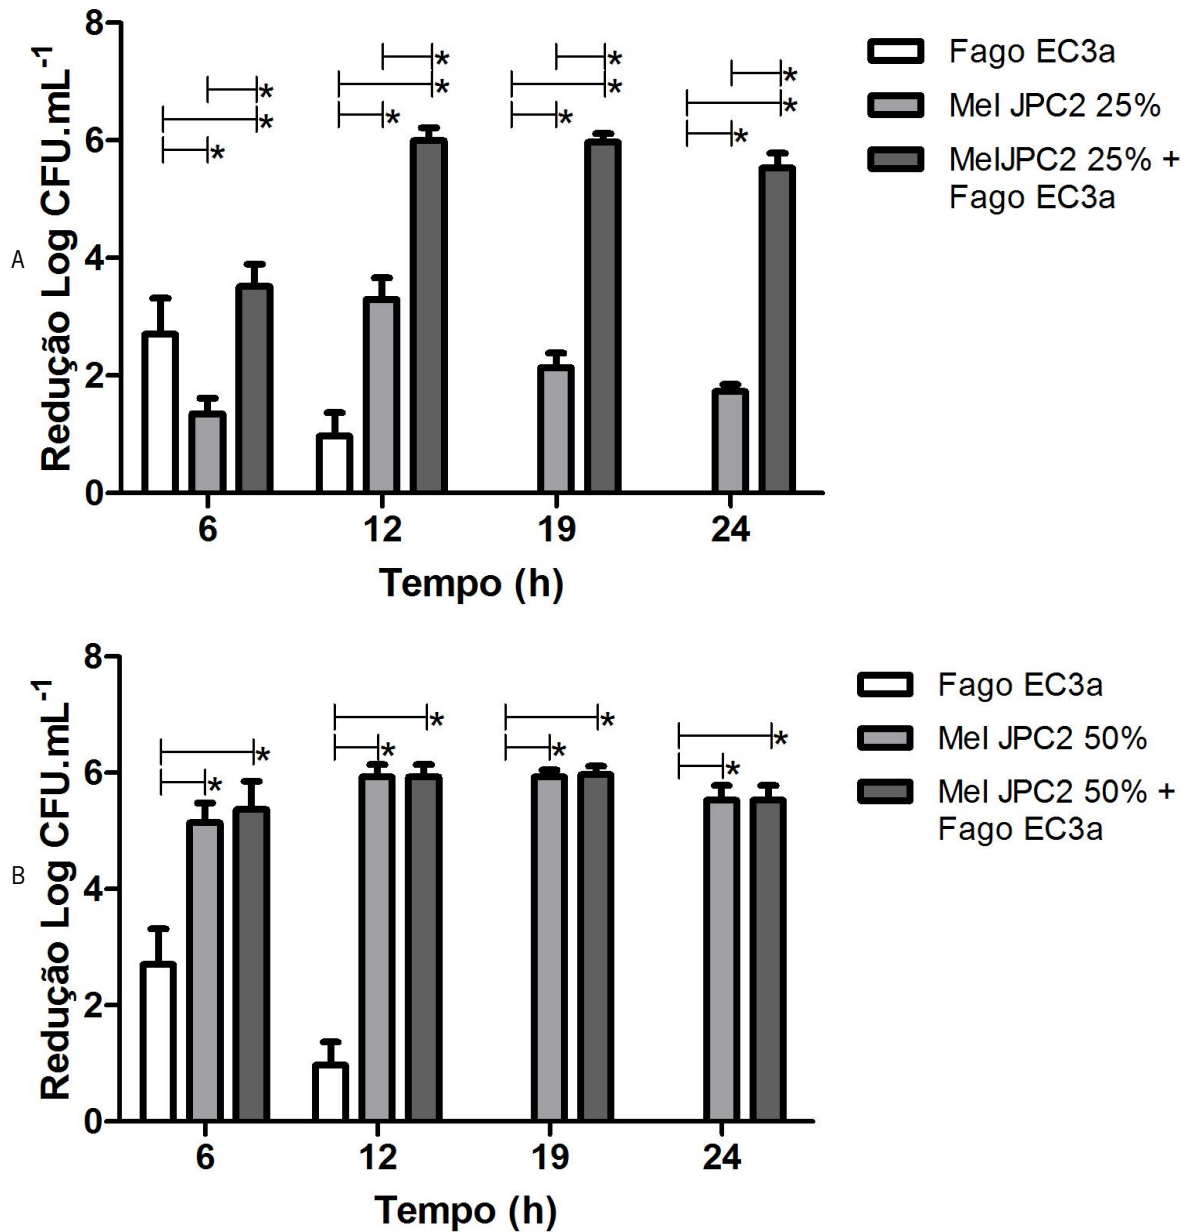 A
Redução Log CFU.mL-1
8
6
4
2
0
* * *
* * *
* * *
* * *
6 12 19 24
Tempo (h)
Fago EC3a
Mel JPC2 25%
MelJPC2 25% +
Fago EC3a
B
Redução Log CFU.mL-1
8
6
4
2
0
* *
* *
* *
* *
6 12 19 24
Tempo (h)
Fago EC3a
Mel JPC2 50%
Mel JPC2 50% +
Fago EC3a